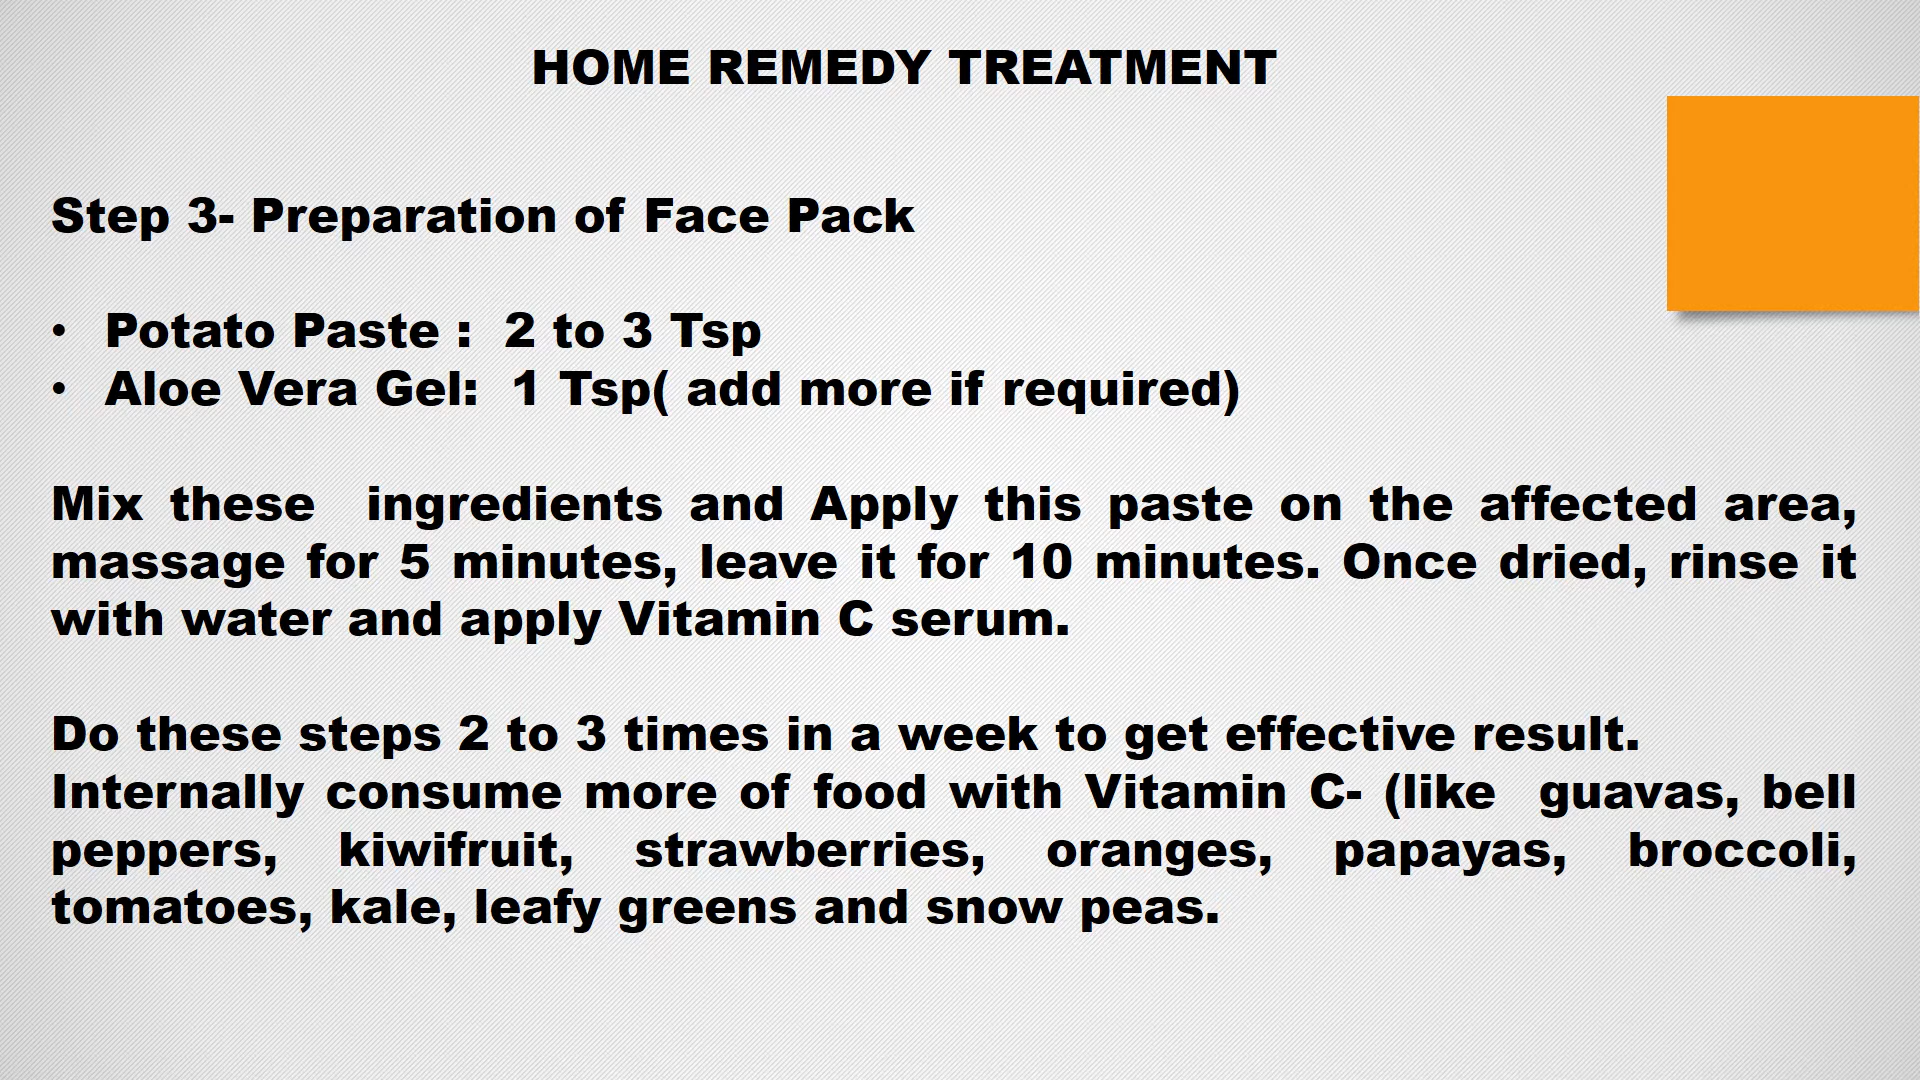 HOME REMEDY TREATMENT
Step 3- Preparation of Face Pack
• Potato Paste :  2 to 3 Tsp
• Aloe Vera Gel:  1 Tsp( add more if required)
Mix these  ingredients and Apply this paste on the affected area,
massage for 5 minutes, leave it for 10 minutes. Once dried, rinse it
with water and apply Vitamin C serum.
Do these steps 2 to 3 times in a week to get effective result.
Internally consume more of food with Vitamin C- (like  guavas, bell
peppers, kiwifruit, strawberries, oranges, papayas, broccoli,
tomatoes, kale, leafy greens and snow peas.